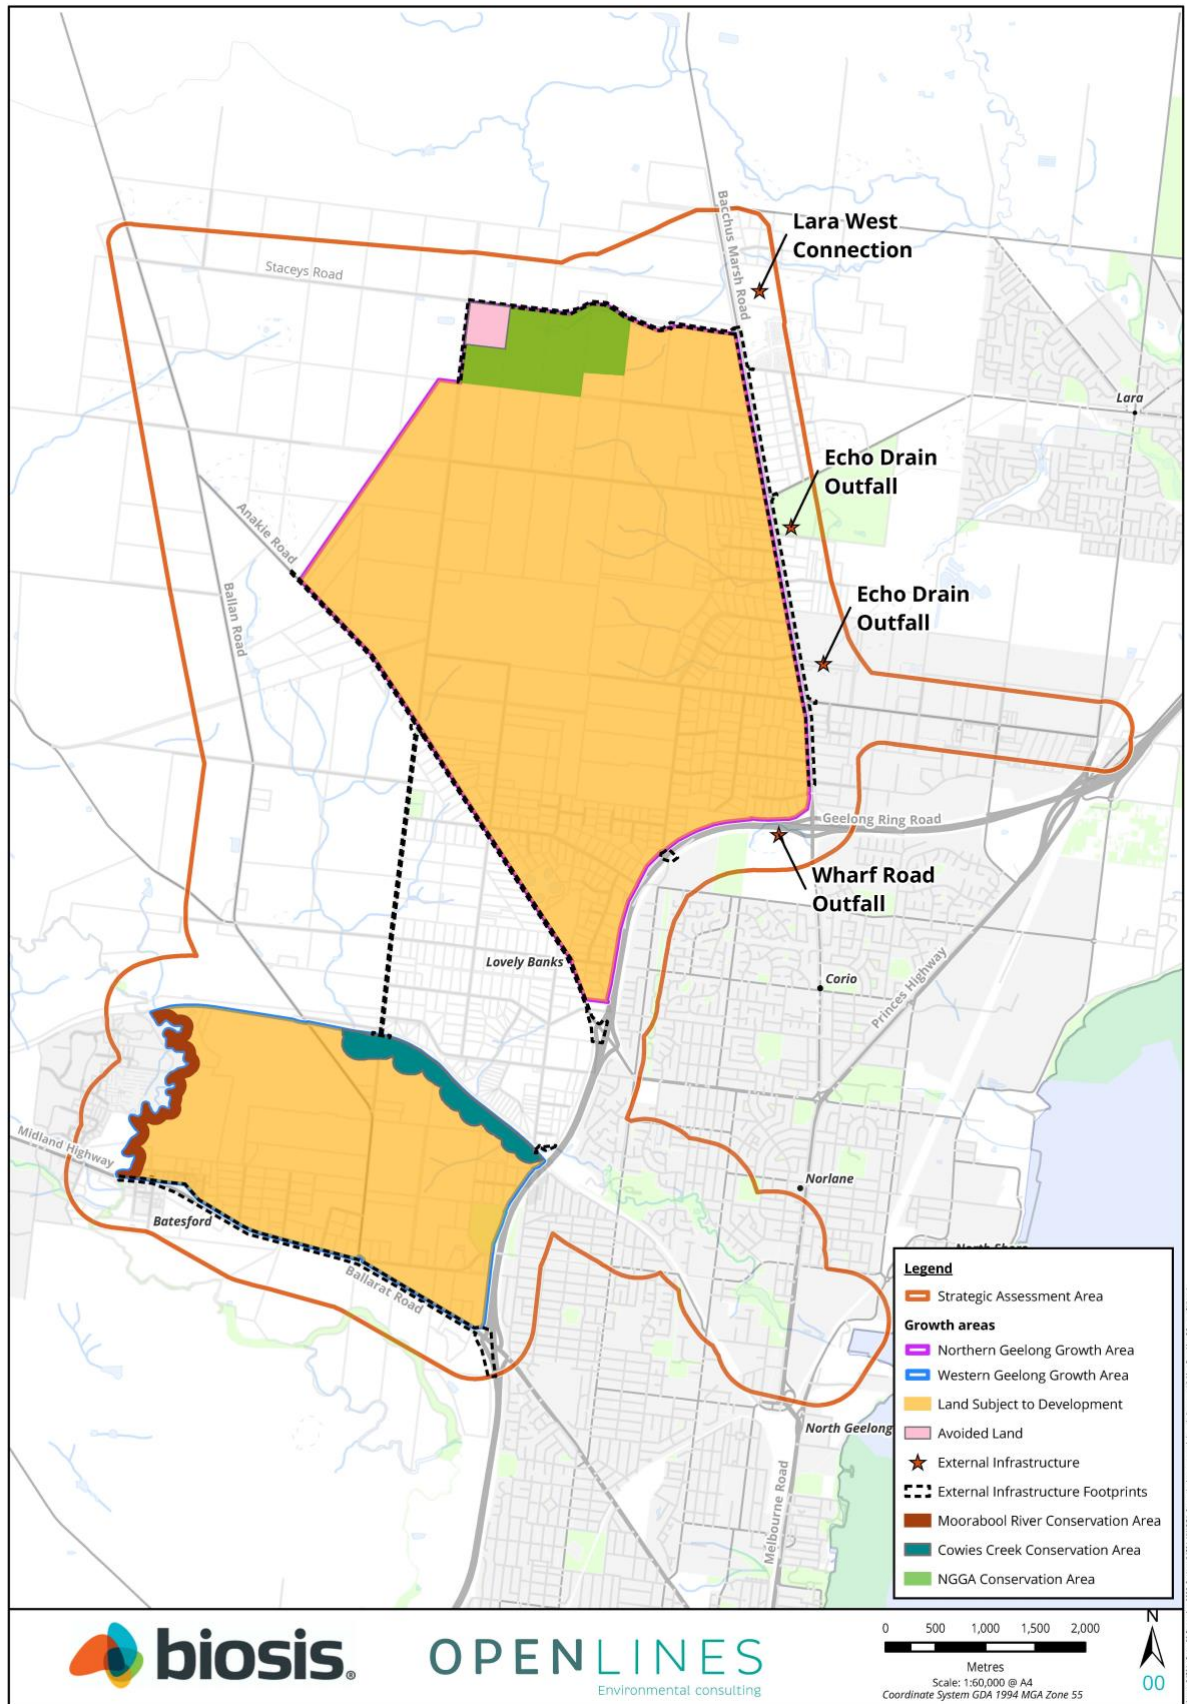 Bacchus Marsh Road
Lara West
Connection
Staceys Road
Lara
Echo Drain
Outfall
Anakie Road
Ballan Road
Echo Drain
Outfall
Geelong Ring Road
Wharf Road
Outfall
Lovely Banks
Corio
Princes Highway
Midland Highway
Norlane
Batesford
Ballarat Road
North Geelong
Melbourne Road
Legend
Strategic Assessment Area
Growth areas
Northern Geelong Growth Area
Western Geelong Growth Area
Land Subject to Development
Avoided Land
External Infrastructure
External Infrastructure Footprints
Moorabool River Conservation Area
Cowies Creek Conservation Area
NGGA Conservation Area
biosis®
OPENLINES
Environmental consulting
0 500 1,000 1,500 2,000
Metres
Scale: 1:60,000 @ A4
Coordinate System GDA 1994 MGA Zone 55
N
00